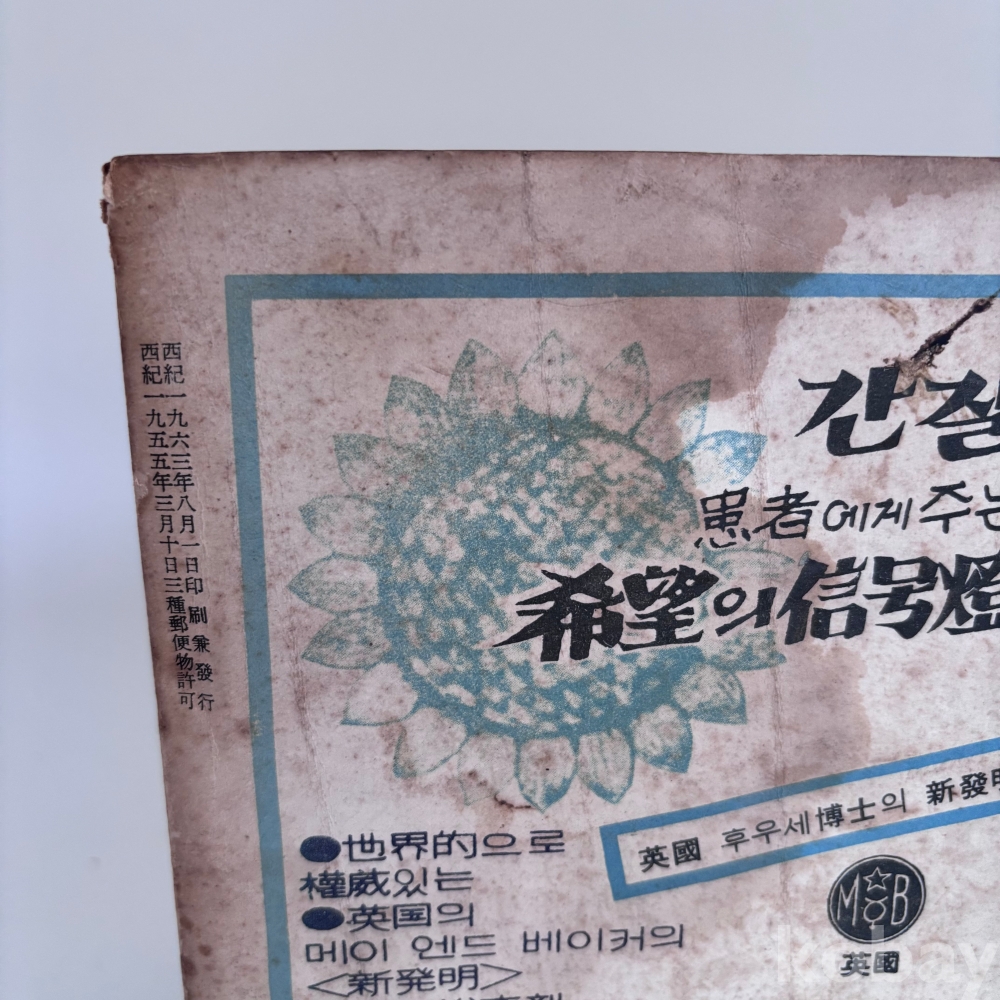 西紀一九六三年八月一日印刷兼發行
西紀一九五五年三月十日三種郵便物許可
간질
患者에게 주는
希望의 信号燈
英國 후우세博士의 新發明
●世界的으로
權威있는
●英国의
메이 엔드 베이커의
<新発明>
M&B
英國
kobay